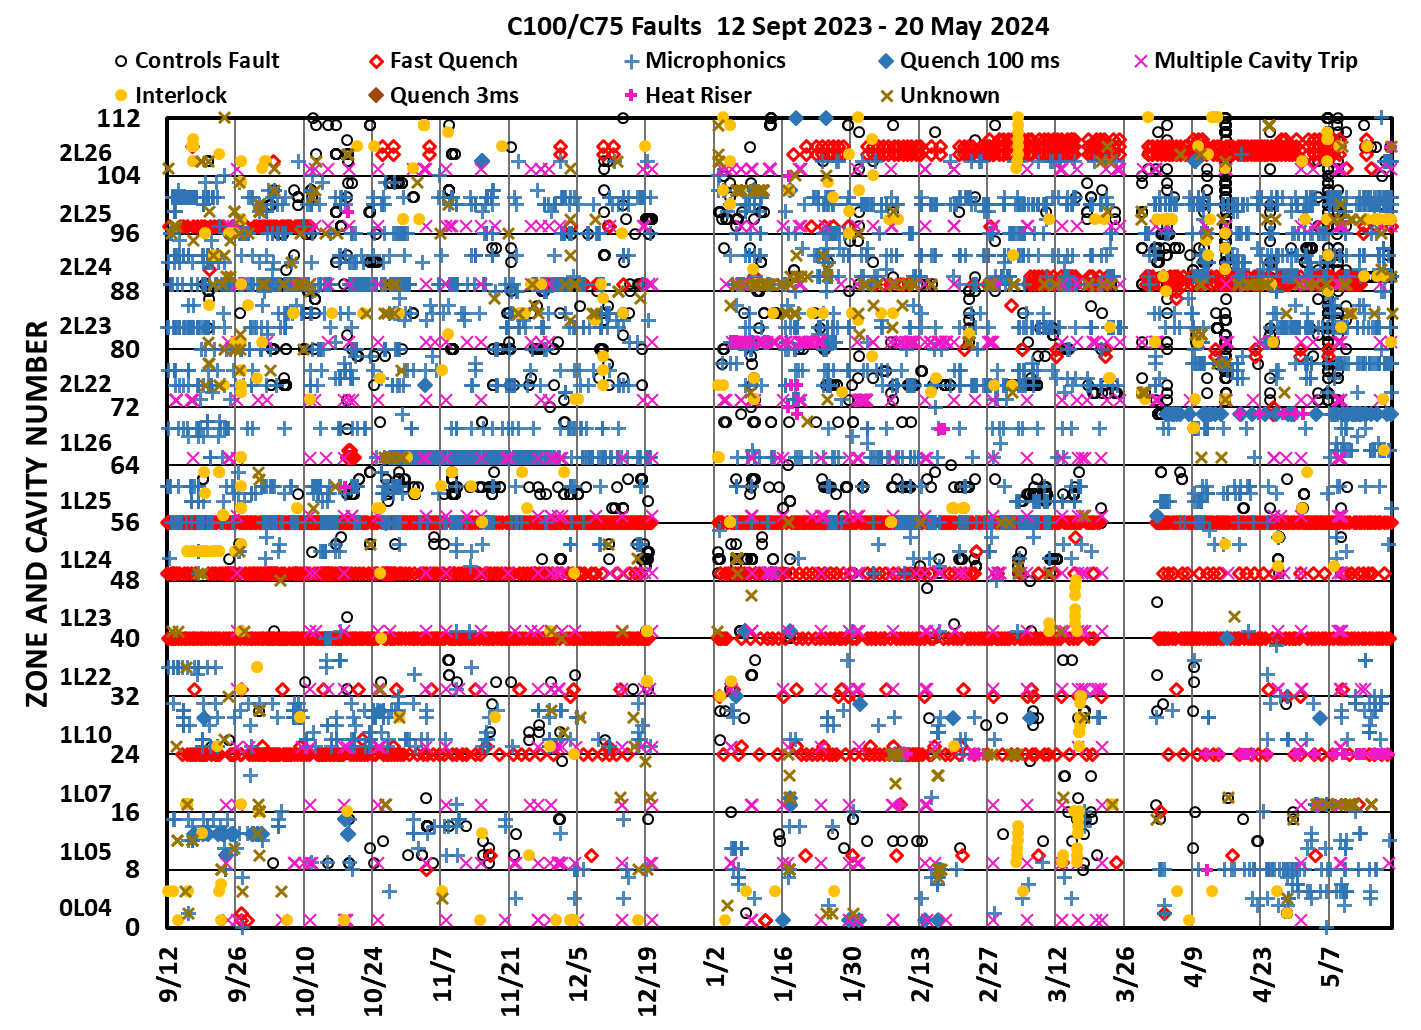 C100/C75 Faults 12 Sept 2023 - 20 May 2024
Controls Fault Fast Quench Microphonics Quench 100 ms Multiple Cavity Trip
Interlock Quench 3ms Heat Riser Unknown
ZONE AND CAVITY NUMBER
112
2L26
104
2L25
96
2L24
88
2L23
80
2L22
72
1L26
64
1L25
56
1L24
48
1L23
40
1L22
32
1L10
24
1L07
16
1L05
8
0L04
0
9/12 9/26 10/10 10/24 11/7 11/21 12/5 12/19 1/2 1/16 1/30 2/13 2/27 3/12 3/26 4/9 4/23 5/7